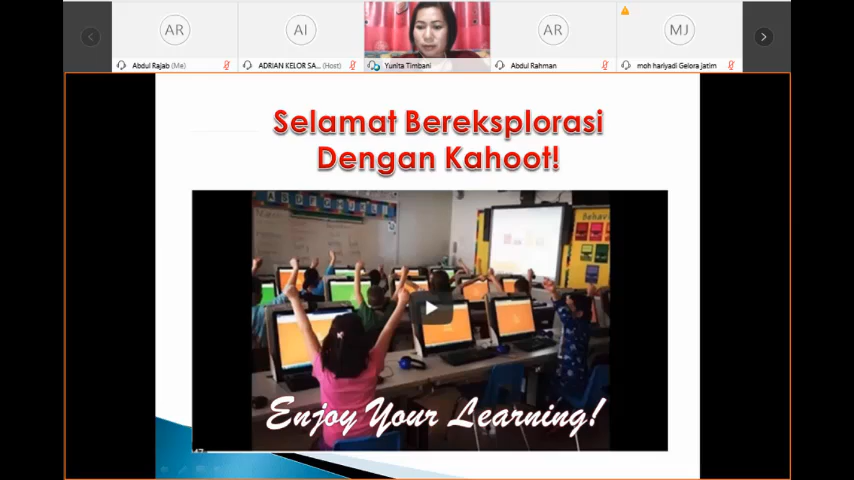 AR
AI
AR
MJ
Abdul Rajab (Me)
ADRIAN KELOR SA... (Host)
Yunita Timbani
Abdul Rahman
moh hariyadi Gelora Jatim
Selamat Bereksplorasi
Dengan Kahoot!
Enjoy Your Learning!
47